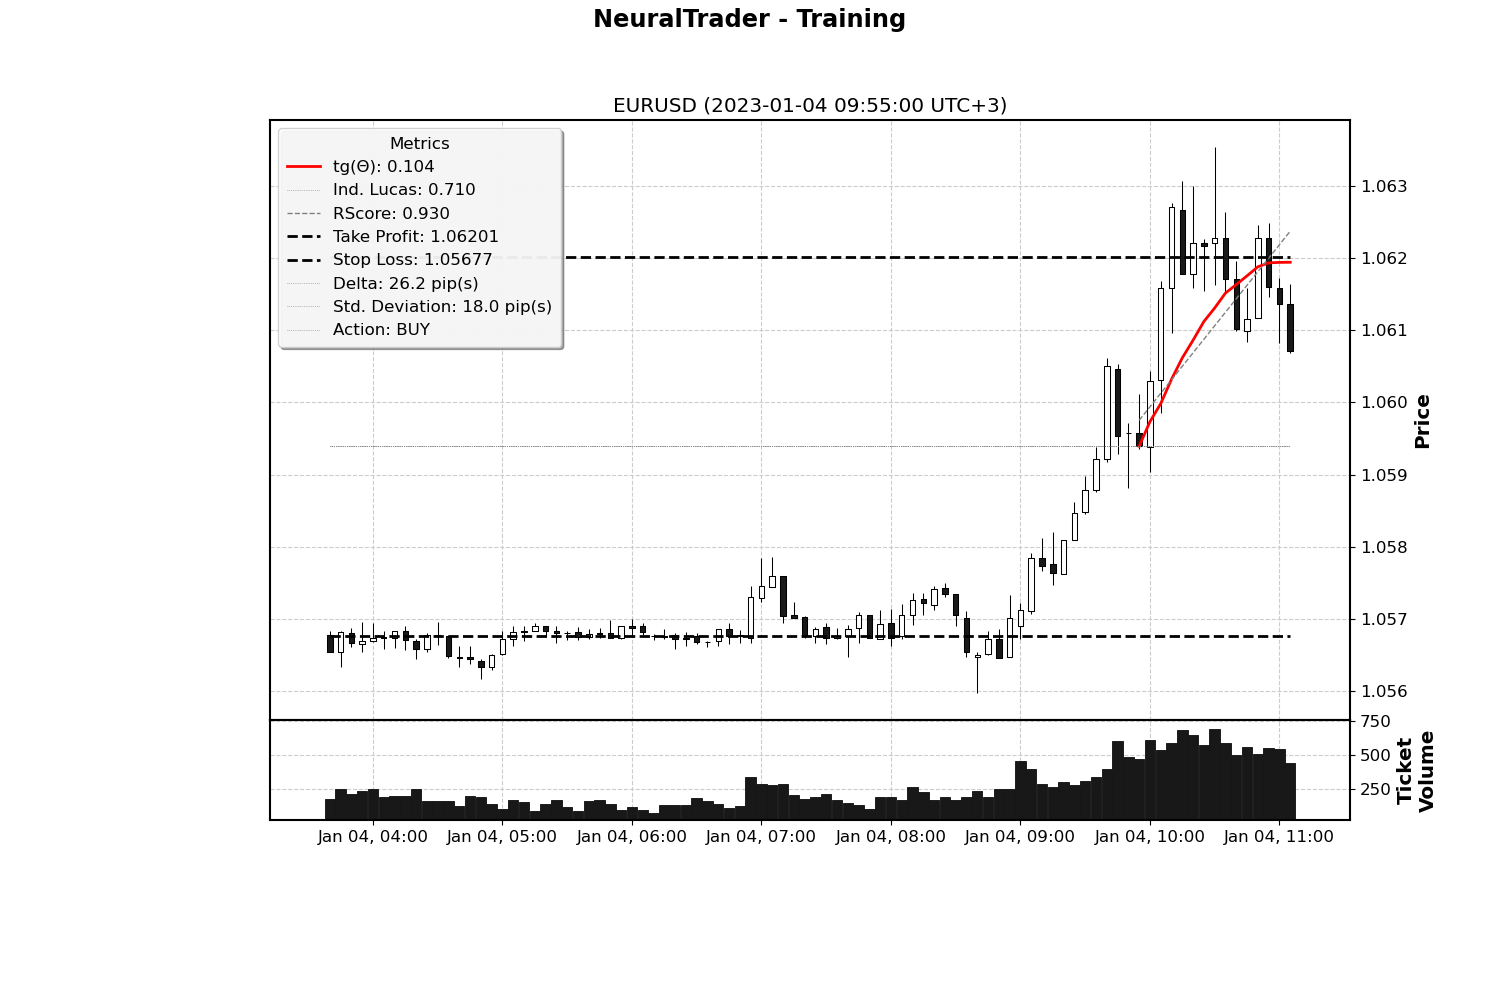 NeuralTrader - Training
EURUSD (2023-01-04 09:55:00 UTC+3)
Metrics
tg(Θ): 0.104
Ind. Lucas: 0.710
RScore: 0.930
Take Profit: 1.06201
Stop Loss: 1.05677
Delta: 26.2 pip(s)
Std. Deviation: 18.0 pip(s)
Action: BUY
1.063
1.062
1.061
1.060
1.059
1.058
1.057
1.056
Price
750
500
250
Ticket
Volume
Jan 04, 04:00
Jan 04, 05:00
Jan 04, 06:00
Jan 04, 07:00
Jan 04, 08:00
Jan 04, 09:00
Jan 04, 10:00
Jan 04, 11:00